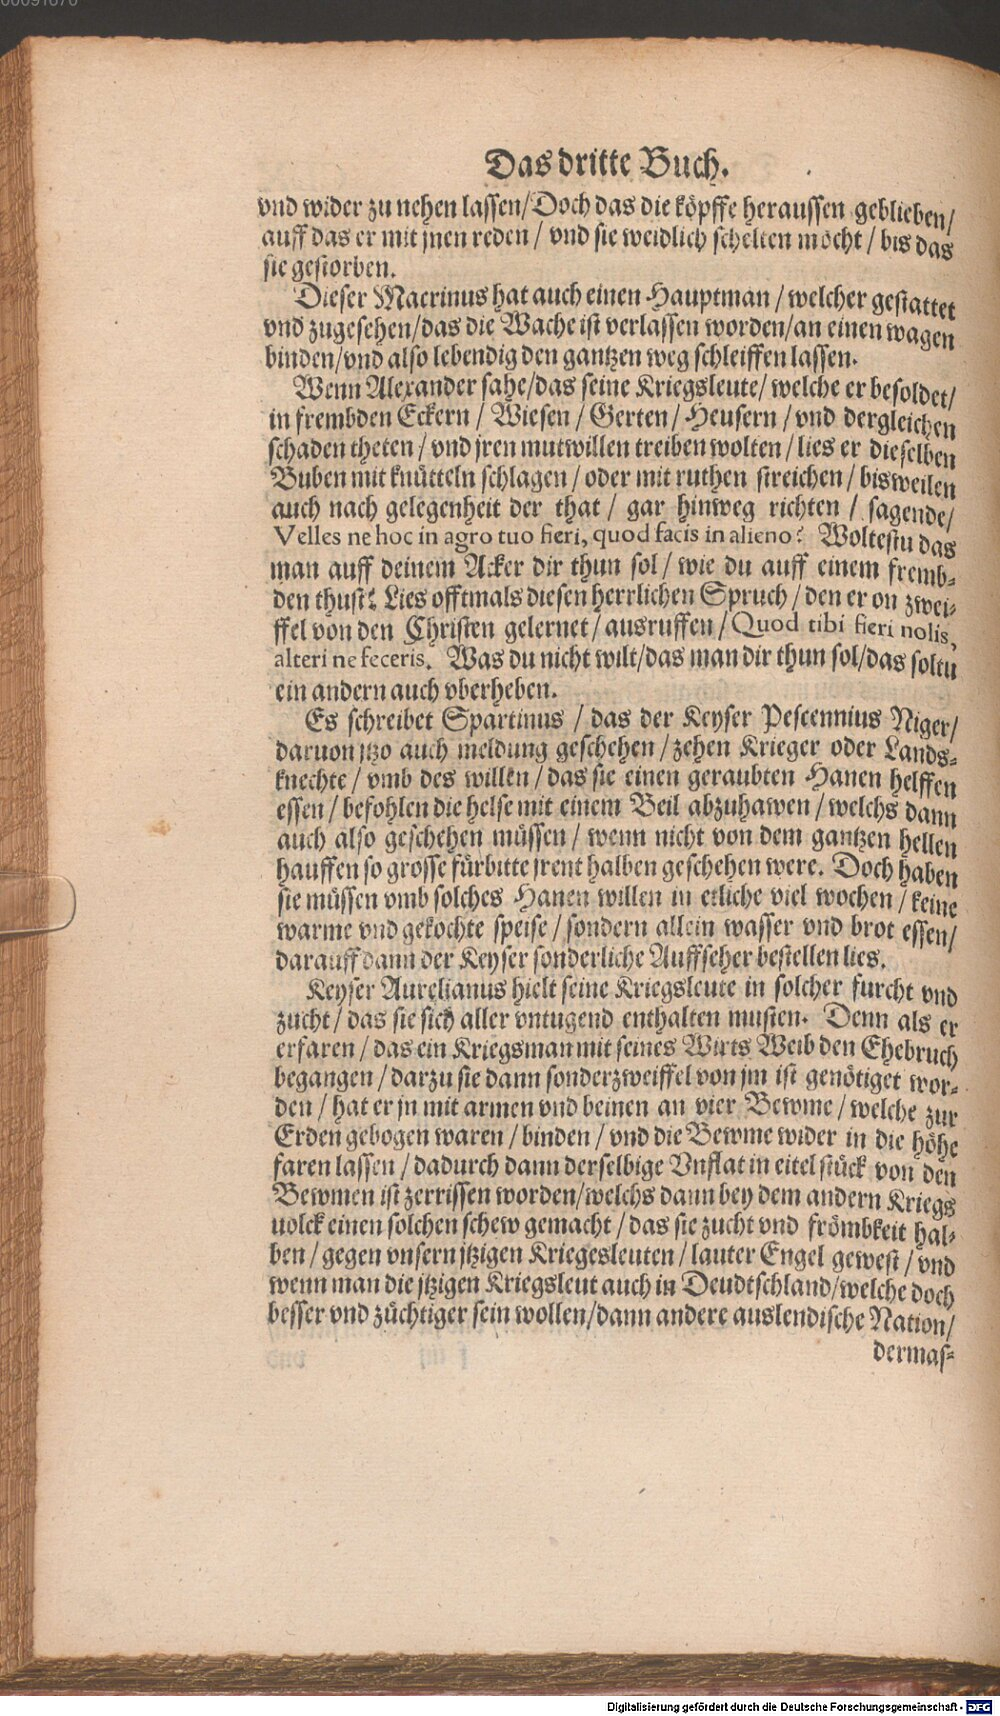 Das dritte Buch.
vnd wider zu nehen lassen/Doch das die köpffe heraussen geblieben/
auff das er mit jnen reden / vnd sie weidlich schelten möcht / bis das
sie gestorben.
Dieser Macrinus hat auch einen Hauptman / welcher gestattet
vnd zugesehen/das die Wache ist verlassen worden/an einen wagen
binden/vnd also lebendig den gantzen weg schleiffen lassen.
Wenn Alexander sahe/das seine Kriegsleute/ welche er besoldet/
in frembden Eckern / Wiesen / Gerten / Heusern / vnd dergleichen
schaden theten / vnd jren mutwillen treiben wolten / lies er dieselben
Buben mit knütteln schlagen / oder mit ruthen streichen / bisweilen
auch nach gelegenheit der that / gar hinweg richten / sagende/
Velles ne hoc in agro tuo fieri, quod facis in alieno? Woltestu das
man auff deinem Acker dir thun sol / wie du auff einem fremb-
den thust? Lies offtmals diesen herrlichen Spruch / den er on zwei-
ffel von den Christen gelernet / ausruffen / Quod tibi fieri nolis,
alteri ne feceris. Was du nicht wilt/das man dir thun sol/das soltu
ein andern auch vberheben.
Es schreibet Spartinus / das der Keyser Pescennius Niger/
daruon jtzo auch meldung geschehen / zehen Krieger oder Lands-
knechte / vmb des willen / das sie einen geraubten Hanen helffen
essen / befohlen die helse mit einem Beil abzuhawen / welchs dann
auch also geschehen müssen / wenn nicht von dem gantzen hellen
hauffen so grosse fürbitte jrent halben geschehen were. Doch haben
sie müssen vmb solches Hanen willen in etliche viel wochen / keine
warme vnd gekochte speise / sondern allein wasser vnd brot essen/
darauff dann der Keyser sonderliche Auffseher bestellen lies.
Keyser Aurelianus hielt seine Kriegsleute in solcher furcht vnd
zucht / das sie sich aller vntugend enthalten musten. Denn als er
erfaren / das ein Kriegsman mit seines Wirts Weib den Ehebruch
begangen / darzu sie dann sonder zweiffel von jm ist genötiget wor-
den / hat er jn mit armen vnd beinen an vier Bewme / welche zur
Erden gebogen waren / binden / vnd die Bewme wider in die höhe
faren lassen / dadurch dann derselbige Vnflat in eitel stück von den
Bewmen ist zerrissen worden/welchs dann bey dem andern Kriegs
uolck einen solchen schew gemacht / das sie zucht vnd frömbkeit hal-
ben / gegen vnsern jtzigen Kriegesleuten / lauter Engel gewest / vnd
wenn man die jtzigen Kriegsleut auch in Deudtschland/welche doch
besser vnd züchtiger sein wollen/dann andere auslendische Nation/
dermas-
Digitalisierung gefördert durch die Deutsche Forschungsgemeinschaft - DFG